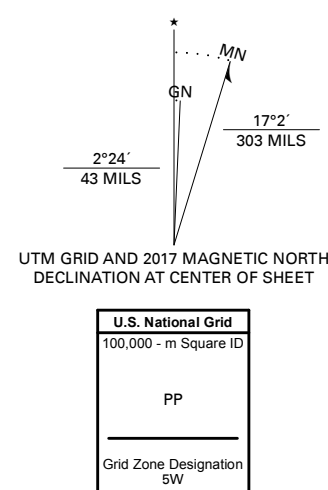 ★
MN
GN
17°2´
303 MILS
2°24´
43 MILS
UTM GRID AND 2017 MAGNETIC NORTH
DECLINATION AT CENTER OF SHEET
U.S. National Grid
100,000 - m Square ID
PP
Grid Zone Designation
5W